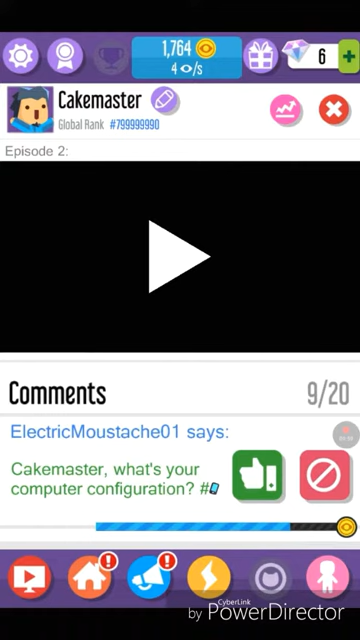 1,764
4 /s
6
Cakemaster
Global Rank #799999990
Episode 2:
Comments 9/20
ElectricMoustache01 says:
Cakemaster, what's your
computer configuration? #
CyberLink
by PowerDirector